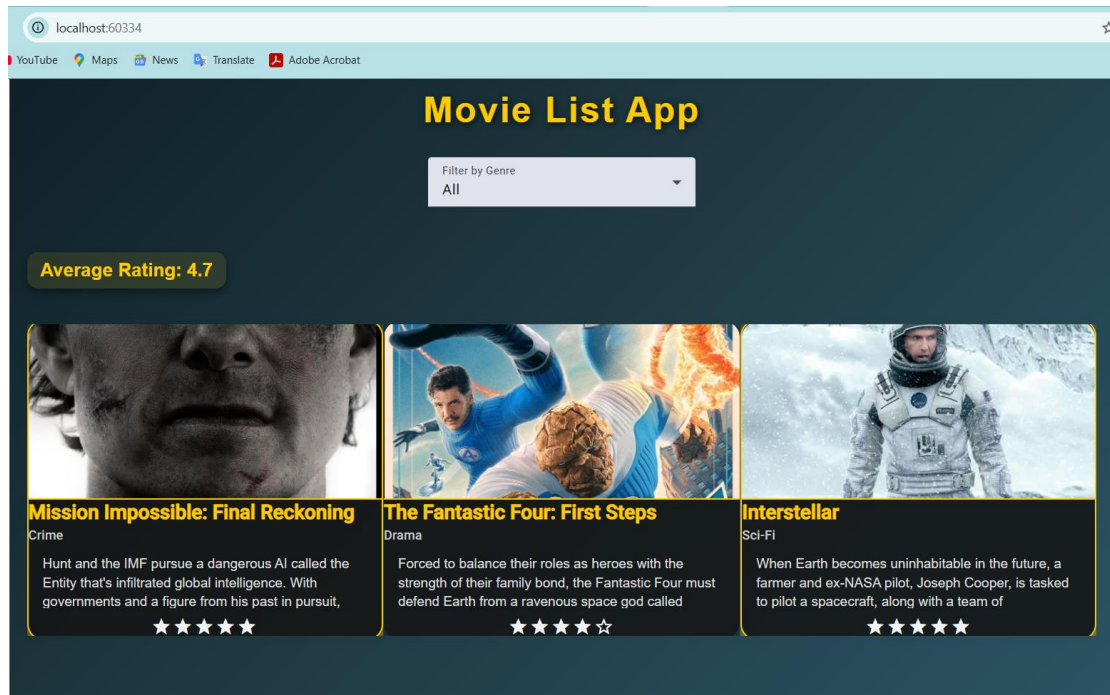 localhost:60334
YouTube Maps News Translate Adobe Acrobat
Movie List App
Filter by Genre
All
Average Rating: 4.7
Mission Impossible: Final Reckoning
Crime
Hunt and the IMF pursue a dangerous AI called the
Entity that's infiltrated global intelligence. With
governments and a figure from his past in pursuit,
The Fantastic Four: First Steps
Drama
Forced to balance their roles as heroes with the
strength of their family bond, the Fantastic Four must
defend Earth from a ravenous space god called
Interstellar
Sci-Fi
When Earth becomes uninhabitable in the future, a
farmer and ex-NASA pilot, Joseph Cooper, is tasked
to pilot a spacecraft, along with a team of